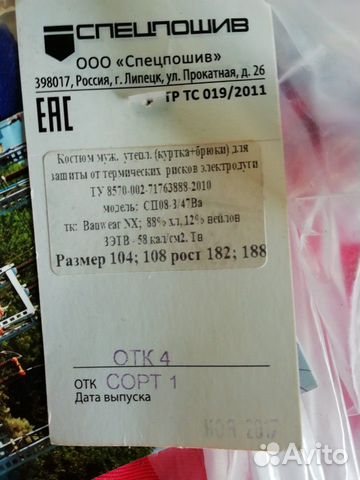 СПЕЦПОШИВ
ООО «Спецпошив»
398017, Россия, г. Липецк, ул. Прокатная, д. 26
ЕАС ТР ТС 019/2011
Костюм муж. утепл. (куртка+брюки) для
защиты от термических рисков электродуги
ТУ 8570-002-71763888-2010
модель: СП08-3/47Ва
тк: Banwear NX; 88% хл, 12% нейлон
ЗЭТВ - 58 кал/см2. Тв
Размер 104; 108 рост 182; 188
ОТК 4
ОТК СОРТ 1
Дата выпуска
НОЯ 2017
Avito